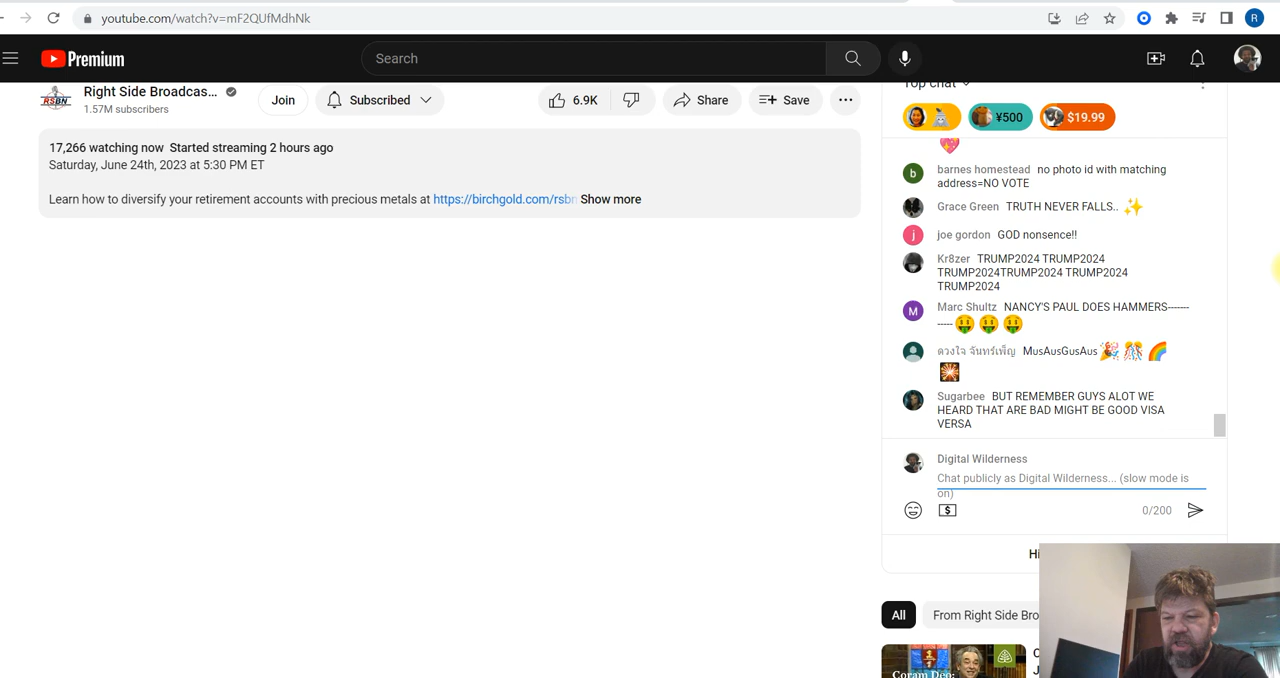 youtube.com/watch?v=mF2QUfMdhNk
R
Premium
Search
Right Side Broadcas...
RSBN
1.57M subscribers
Join
Subscribed
6.9K
Share
Save
17,266 watching now Started streaming 2 hours ago
Saturday, June 24th, 2023 at 5:30 PM ET
Learn how to diversify your retirement accounts with precious metals at https://birchgold.com/rsbn Show more
Top chat
¥500
$19.99
barnes homestead no photo id with matching
address=NO VOTE
Grace Green TRUTH NEVER FALLS..
joe gordon GOD nonsence!!
Kr8zer TRUMP2024 TRUMP2024
TRUMP2024TRUMP2024 TRUMP2024
TRUMP2024
Marc Shultz NANCY'S PAUL DOES HAMMERS-------
-----
ดวงใจ จันทร์เพ็ญ MusAusGusAus
Sugarbee BUT REMEMBER GUYS ALOT WE
HEARD THAT ARE BAD MIGHT BE GOOD VISA
VERSA
Digital Wilderness
Chat publicly as Digital Wilderness... (slow mode is
on)
0/200
All
From Right Side Bro
Coram Deo: